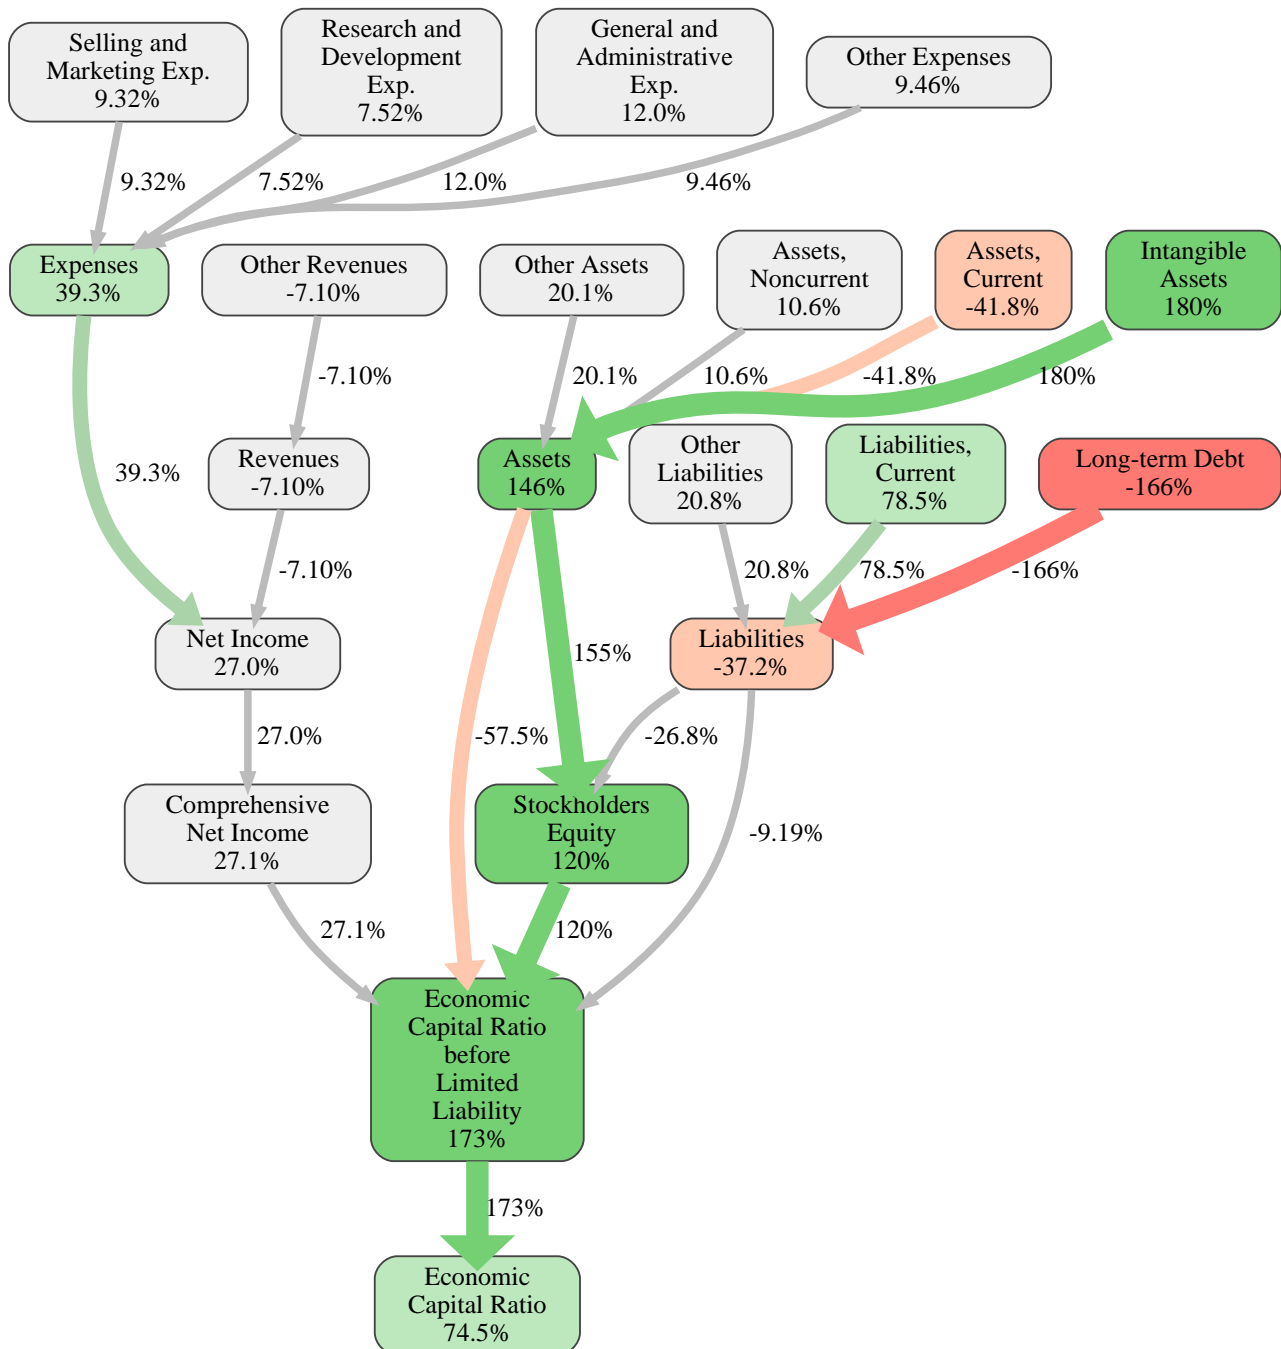 Selling and
Marketing Exp.
9.32%
Research and
Development
Exp.
7.52%
General and
Administrative
Exp.
12.0%
Other Expenses
9.46%
9.32%
7.52%
12.0%
9.46%
Expenses
39.3%
Other Revenues
-7.10%
Other Assets
20.1%
Assets,
Noncurrent
10.6%
Assets,
Current
-41.8%
Intangible
Assets
180%
-7.10%
20.1%
10.6%
-41.8%
180%
39.3%
Revenues
-7.10%
Assets
146%
Other
Liabilities
20.8%
Liabilities,
Current
78.5%
Long-term Debt
-166%
-7.10%
20.8%
78.5%
-166%
Net Income
27.0%
155%
Liabilities
-37.2%
27.0%
-57.5%
-26.8%
Comprehensive
Net Income
27.1%
Stockholders
Equity
120%
-9.19%
27.1%
120%
Economic
Capital Ratio
before
Limited
Liability
173%
173%
Economic
Capital Ratio
74.5%